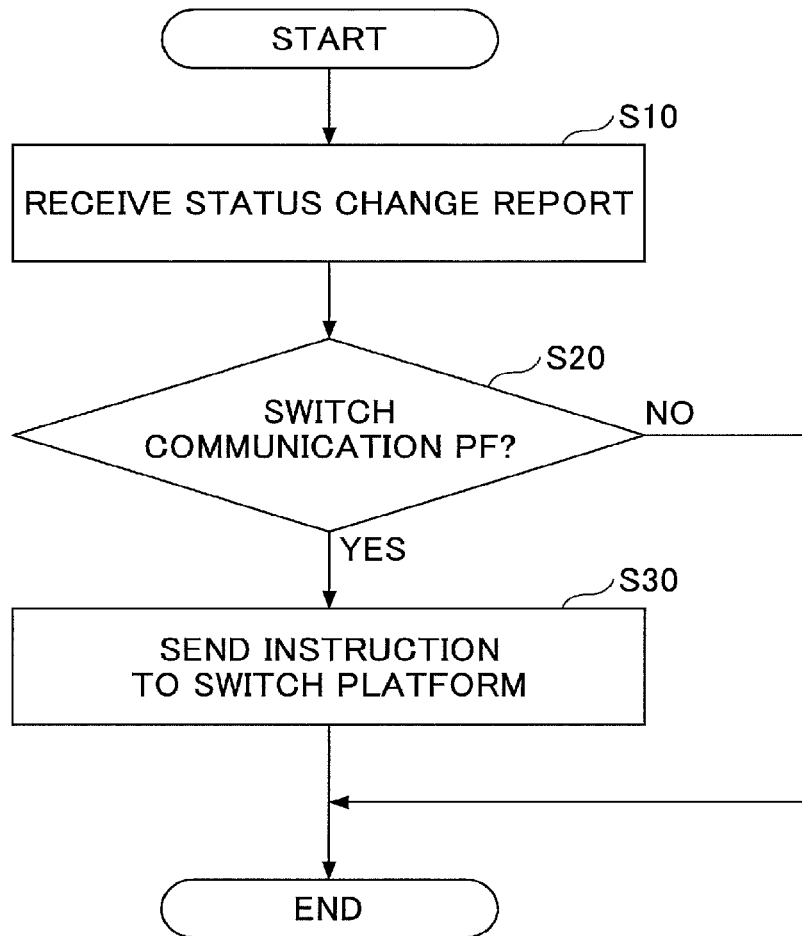 START
S10
RECEIVE STATUS CHANGE REPORT
S20
SWITCH
COMMUNICATION PF?
NO
YES
S30
SEND INSTRUCTION
TO SWITCH PLATFORM
END